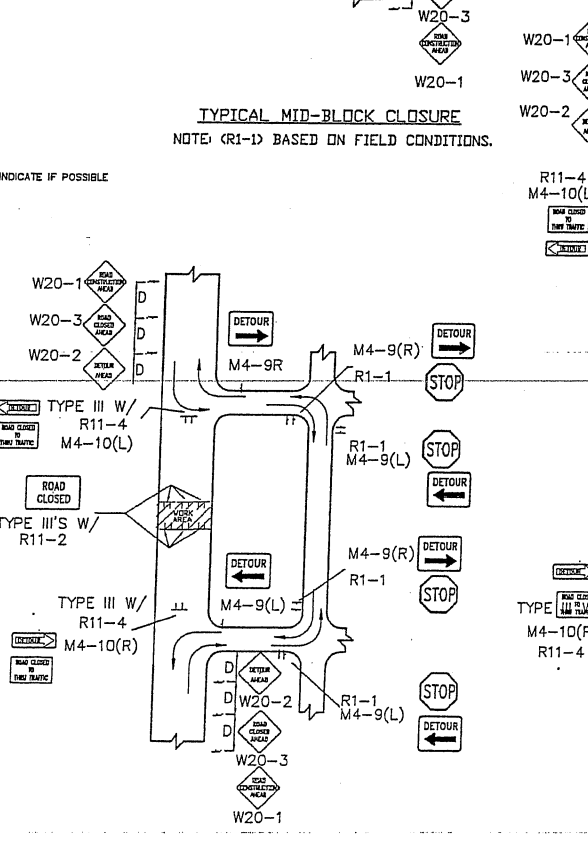 W20-3
ROAD
CONSTRUCTION
AHEAD
W20-1
W20-1
W20-3
W20-2
TYPICAL MID-BLOCK CLOSURE
NOTE: (R1-1) BASED ON FIELD CONDITIONS.
INDICATE IF POSSIBLE
R11-4
M4-10(L
ROAD CLOSED
TO
THRU TRAFFIC
DETOUR
W20-1
ROAD
CONSTRUCTION
AHEAD
D
W20-3
ROAD
CLOSED
AHEAD
D
W20-2
DETOUR
AHEAD
D
DETOUR
M4-9R
M4-9(R)
DETOUR
R1-1
STOP
DETOUR
TYPE III W/
R11-4
M4-10(L)
ROAD CLOSED
TO
THRU TRAFFIC
R1-1
M4-9(L)
STOP
DETOUR
ROAD
CLOSED
TYPE III'S W/
R11-2
WORK
AREA
DETOUR
M4-9(L)
M4-9(R)
DETOUR
R1-1
STOP
TYPE III W/
R11-4
M4-10(R)
DETOUR
ROAD CLOSED
TO
THRU TRAFFIC
DETOUR
TYPE III W
M4-10(R
R11-4
D
DETOUR
AHEAD
W20-2
D
ROAD
CLOSED
AHEAD
D
W20-3
ROAD
CONSTRUCTION
AHEAD
W20-1
R1-1
M4-9(L)
STOP
DETOUR